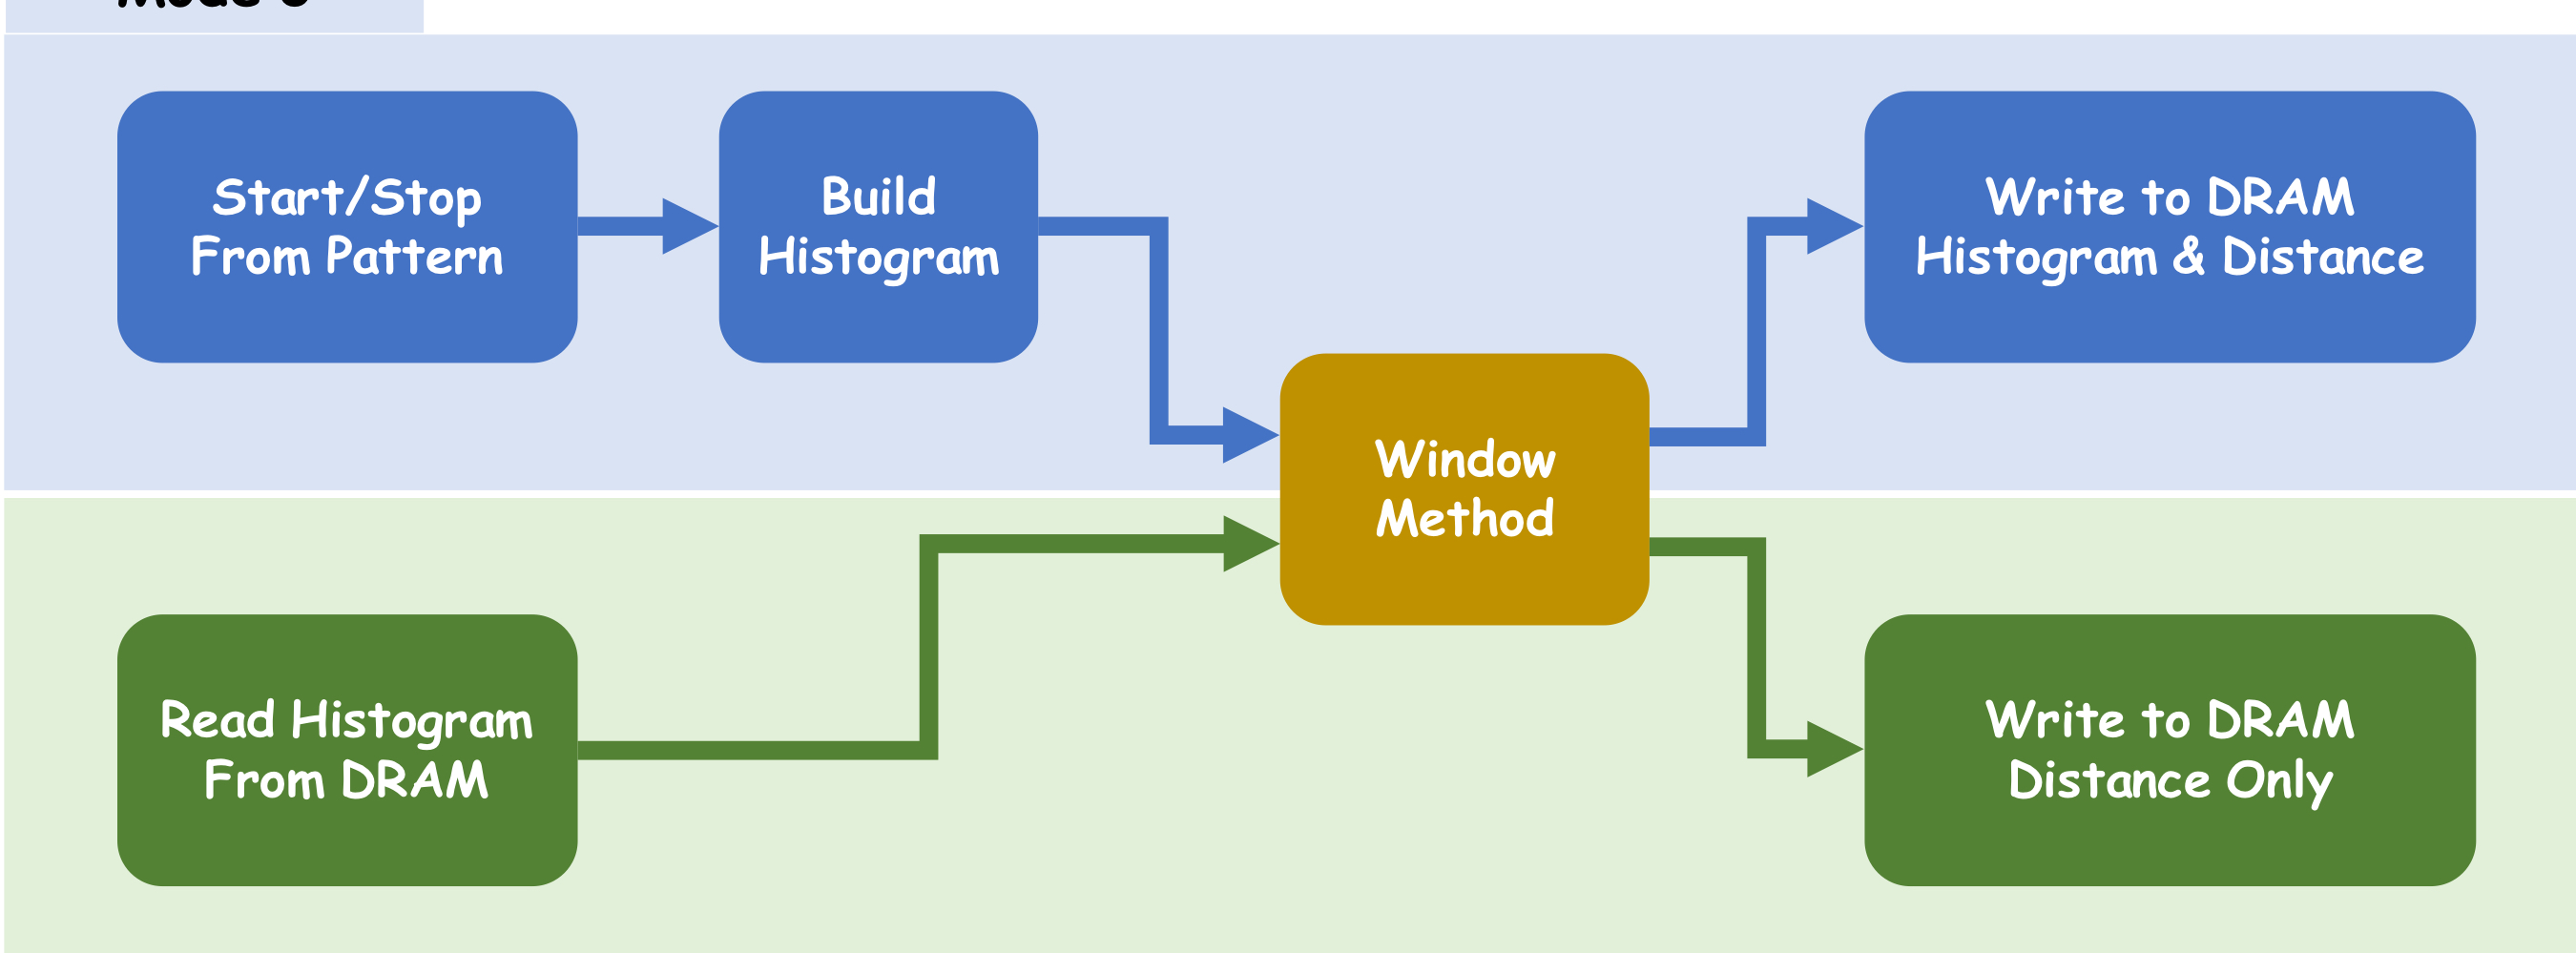 Start/Stop
From Pattern
Build
Histogram
Write to DRAM
Histogram & Distance
Window
Method
Read Histogram
From DRAM
Write to DRAM
Distance Only